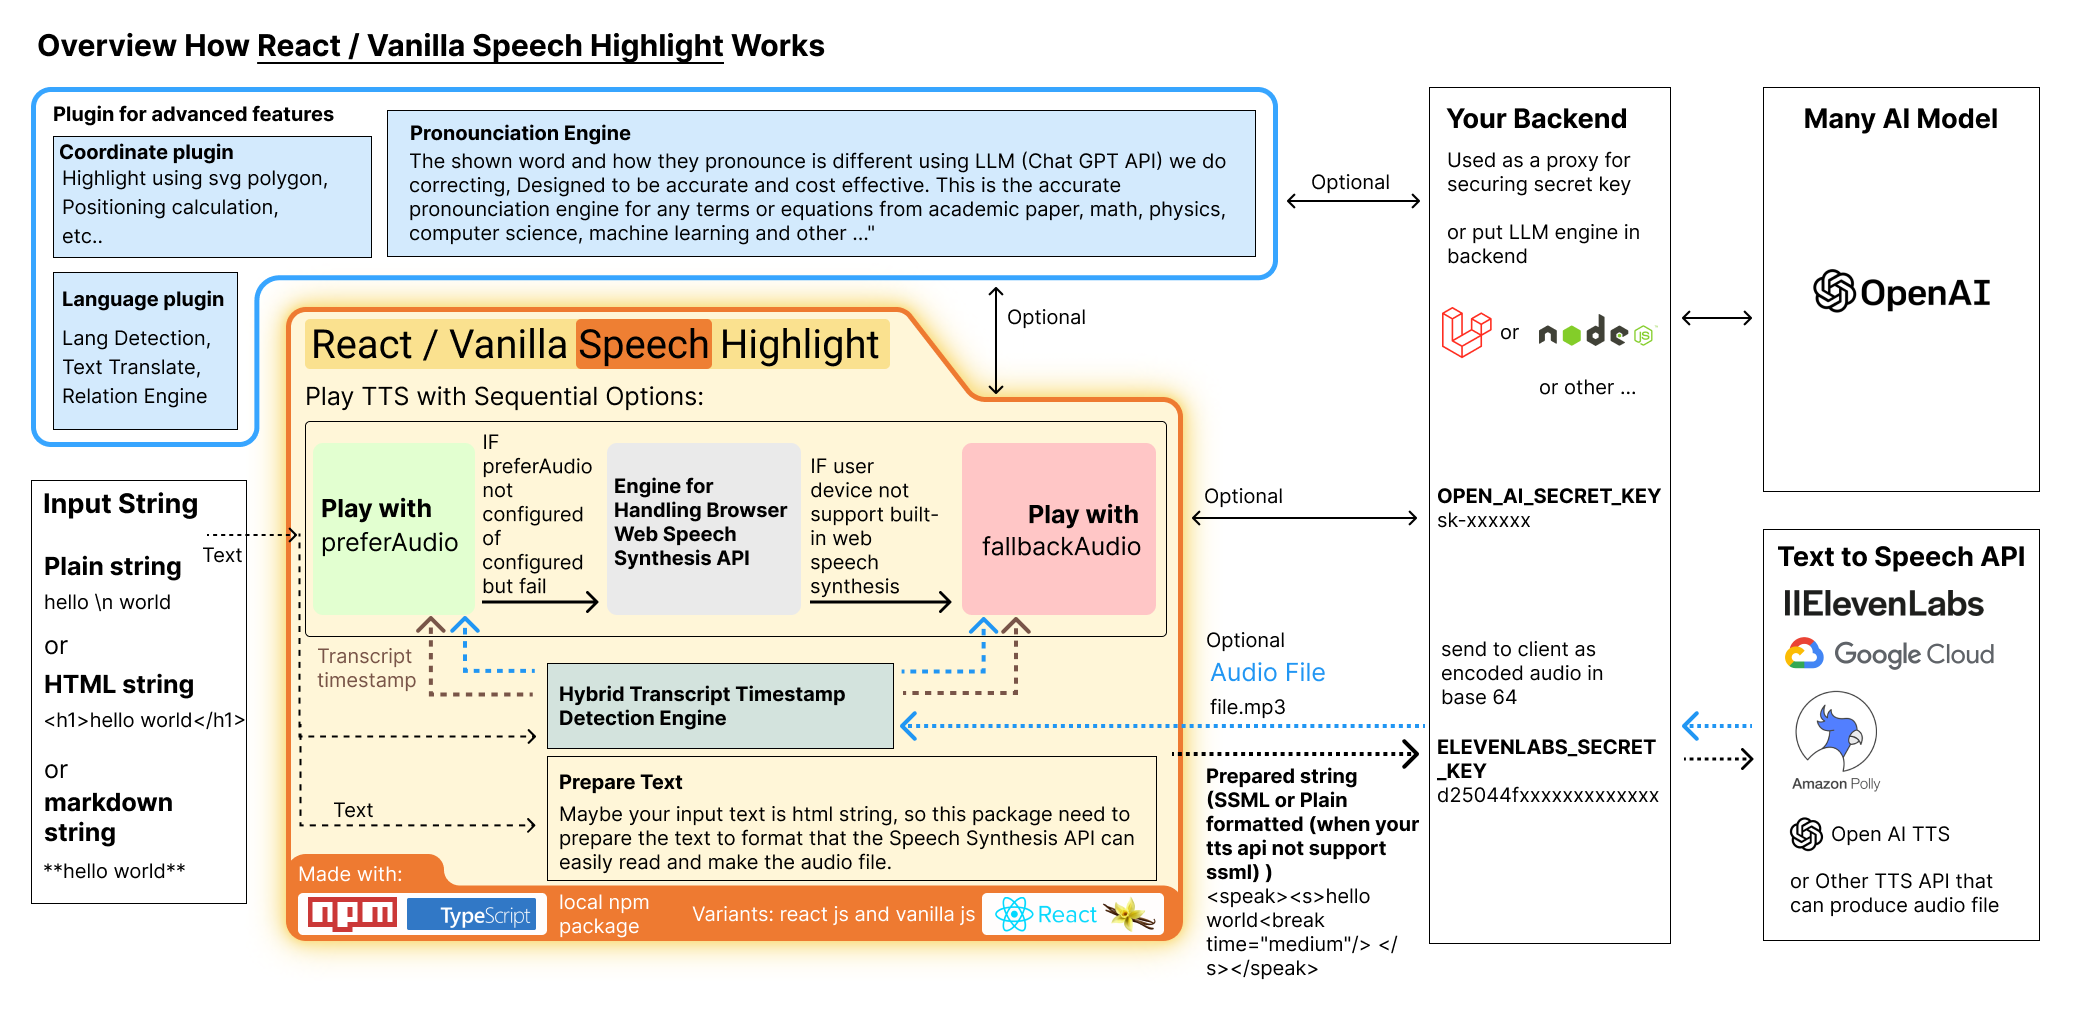 Overview How React / Vanilla Speech Highlight Works
Plugin for advanced features
Coordinate plugin
Highlight using svg polygon,
Positioning calculation,
etc..
Pronounciation Engine
The shown word and how they pronounce is different using LLM (Chat GPT API) we do
correcting, Designed to be accurate and cost effective. This is the accurate
pronounciation engine for any terms or equations from academic paper, math, physics,
computer science, machine learning and other ..."
Language plugin
Lang Detection,
Text Translate,
Relation Engine
Optional
Optional
React / Vanilla Speech Highlight
Play TTS with Sequential Options:
Play with
preferAudio
IF
preferAudio
not
configured
of
configured
but fail
Engine for
Handling Browser
Web Speech
Synthesis API
IF user
device not
support built-
in web
speech
synthesis
Play with
fallbackAudio
Transcript
timestamp
Hybrid Transcript Timestamp
Detection Engine
Prepare Text
Maybe your input text is html string, so this package need to
prepare the text to format that the Speech Synthesis API can
easily read and make the audio file.
Text
Made with:
npm
TypeScript
local npm
package
Variants: react js and vanilla js
React
Input String
Plain string
hello \n world
or
HTML string
<h1>hello world</h1>
or
markdown
string
**hello world**
Text
Optional
Optional
Audio File
file.mp3
Prepared string
(SSML or Plain
formatted (when your
tts api not support
ssml) )
<speak><s>hello
world<break
time="medium"/> </
s></speak>
Your Backend
Used as a proxy for
securing secret key
or put LLM engine in
backend
or
node JS
or other ...
OPEN_AI_SECRET_KEY
sk-xxxxxx
send to client as
encoded audio in
base 64
ELEVENLABS_SECRET
_KEY
d25044fxxxxxxxxxxxxx
Many AI Model
OpenAI
Text to Speech API
IIElevenLabs
Google Cloud
Amazon Polly
Open AI TTS
or Other TTS API that
can produce audio file